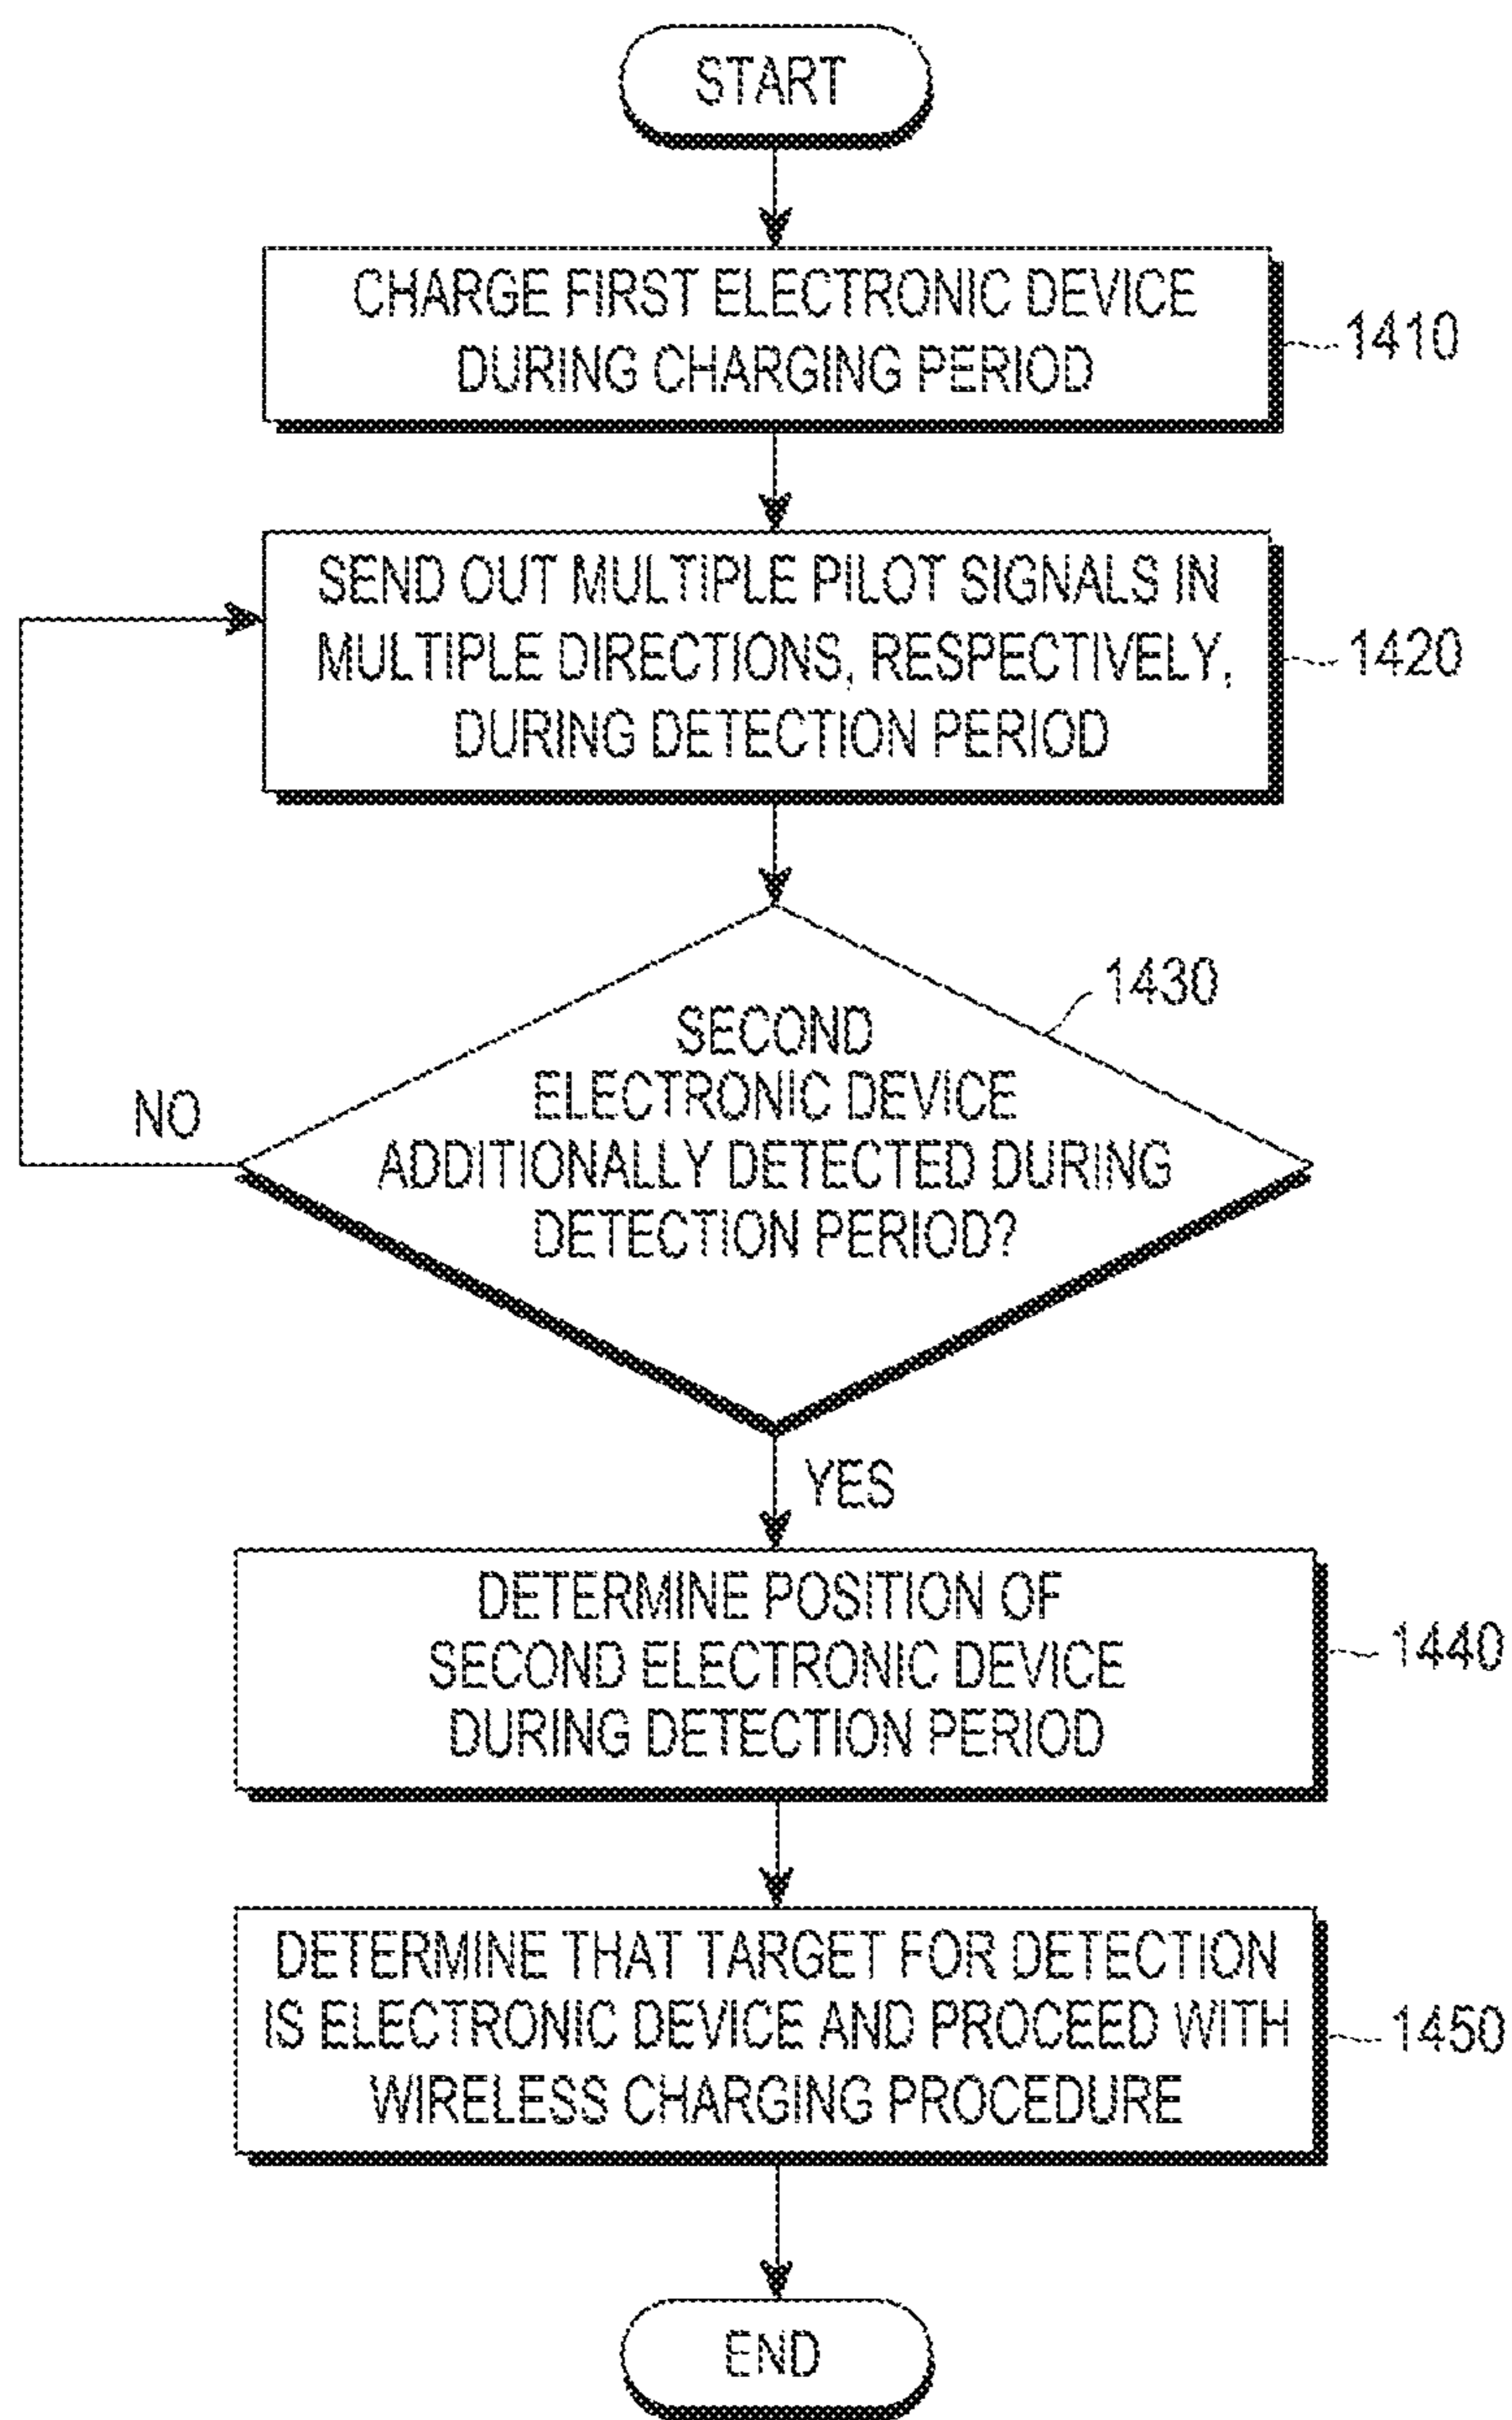 START
CHARGE FIRST ELECTRONIC DEVICE
DURING CHARGING PERIOD
1410
SEND OUT MULTIPLE PILOT SIGNALS IN
MULTIPLE DIRECTIONS, RESPECTIVELY,
DURING DETECTION PERIOD
1420
1430
SECOND
ELECTRONIC DEVICE
ADDITIONALLY DETECTED DURING
DETECTION PERIOD?
NO
YES
DETERMINE POSITION OF
SECOND ELECTRONIC DEVICE
DURING DETECTION PERIOD
1440
DETERMINE THAT TARGET FOR DETECTION
IS ELECTRONIC DEVICE AND PROCEED WITH
WIRELESS CHARGING PROCEDURE
1450
END